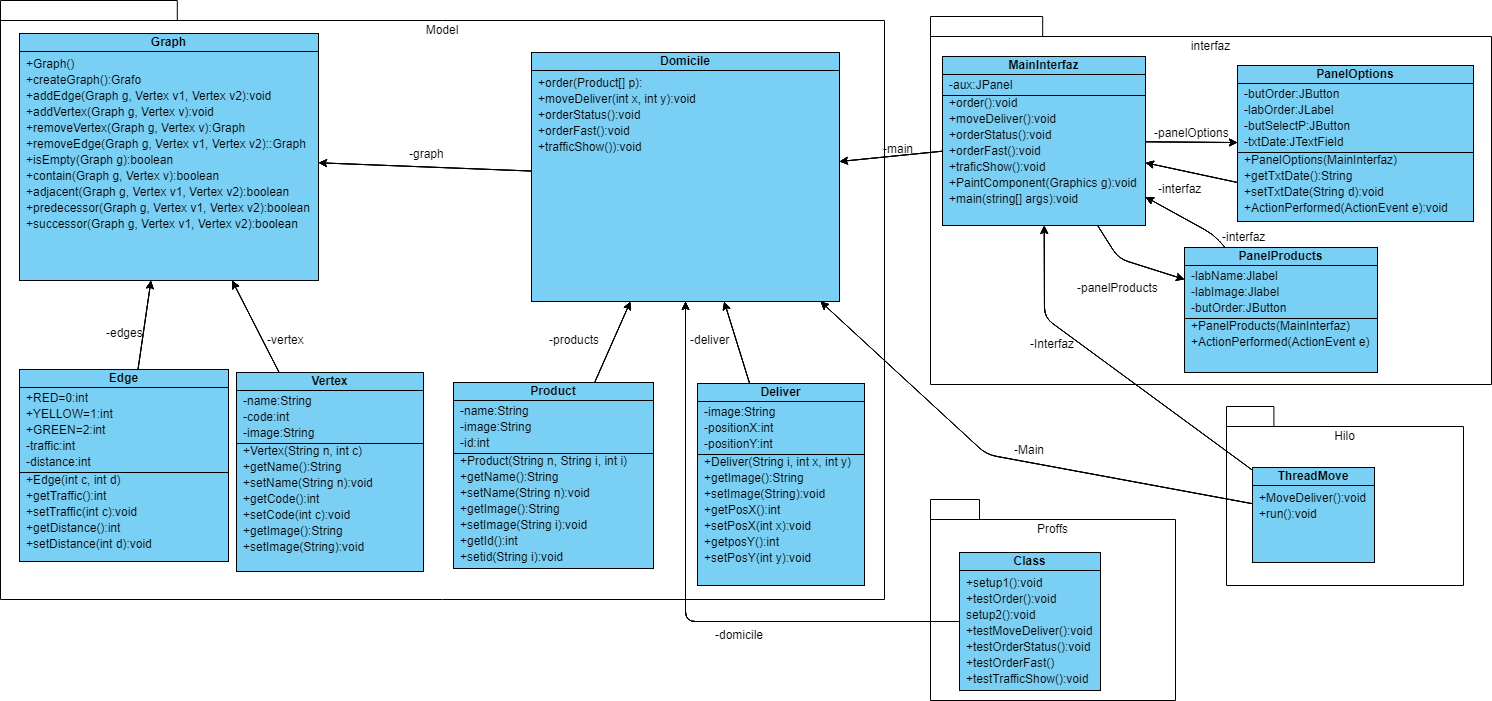 Model
Graph
+Graph()
+createGraph():Grafo
+addEdge(Graph g, Vertex v1, Vertex v2):void
+addVertex(Graph g, Vertex v):void
+removeVertex(Graph g, Vertex v):Graph
+removeEdge(Graph g, Vertex v1, Vertex v2)::Graph
+isEmpty(Graph g):boolean
+contain(Graph g, Vertex v):boolean
+adjacent(Graph g, Vertex v1, Vertex v2):boolean
+predecessor(Graph g, Vertex v1, Vertex v2):boolean
+successor(Graph g, Vertex v1, Vertex v2):boolean
-graph
Domicile
+order(Product[] p):
+moveDeliver(int x, int y):void
+orderStatus():void
+orderFast():void
+trafficShow()):void
-main
-edges
-vertex
-products
-deliver
Edge
+RED=0:int
+YELLOW=1:int
+GREEN=2:int
-traffic:int
-distance:int
+Edge(int c, int d)
+getTraffic():int
+setTraffic(int c):void
+getDistance():int
+setDistance(int d):void
Vertex
-name:String
-code:int
-image:String
+Vertex(String n, int c)
+getName():String
+setName(String n):void
+getCode():int
+setCode(int c):void
+getImage():String
+setImage(String):void
Product
-name:String
-image:String
-id:int
+Product(String n, String i, int i)
+getName():String
+setName(String n):void
+getImage():String
+setImage(String i):void
+getId():int
+setid(String i):void
Deliver
-image:String
-positionX:int
-positionY:int
+Deliver(String i, int x, int y)
+getImage():String
+setImage(String):void
+getPosX():int
+setPosX(int x):void
+getposY():int
+setPosY(int y):void
-domicile
interfaz
MainInterfaz
-aux:JPanel
+order():void
+moveDeliver():void
+orderStatus():void
+orderFast():void
+traficShow():void
+PaintComponent(Graphics g):void
+main(string[] args):void
-panelOptions
-interfaz
-interfaz
-panelProducts
PanelOptions
-butOrder:JButton
-labOrder:JLabel
-butSelectP:JButton
-txtDate:JTextField
+PanelOptions(MainInterfaz)
+getTxtDate():String
+setTxtDate(String d):void
+ActionPerformed(ActionEvent e):void
PanelProducts
-labName:Jlabel
-labImage:Jlabel
-butOrder:JButton
+PanelProducts(MainInterfaz)
+ActionPerformed(ActionEvent e)
-Interfaz
-Main
Hilo
ThreadMove
+MoveDeliver():void
+run():void
Proffs
Class
+setup1():void
+testOrder():void
setup2():void
+testMoveDeliver():void
+testOrderStatus():void
+testOrderFast()
+testTrafficShow():void